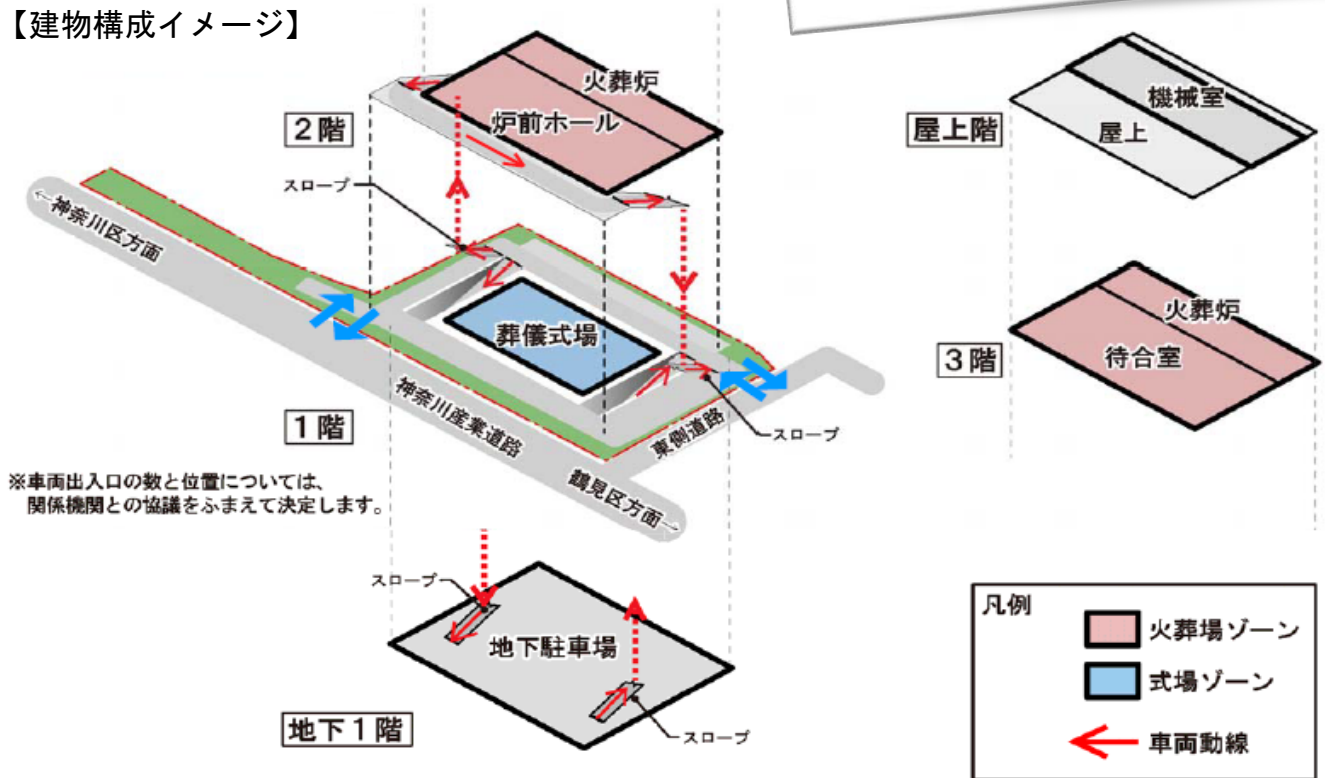 【建物構成イメージ】
2階
火葬炉
炉前ホール
スロープ
←神奈川区方面
葬儀式場
1階
神奈川産業道路
東側道路
スロープ
鶴見区方面→
※車両出入口の数と位置については、
関係機関との協議をふまえて決定します。
スロープ
地下駐車場
スロープ
地下1階
屋上階
機械室
屋上
3階
火葬炉
待合室
凡例
火葬場ゾーン
式場ゾーン
車両動線